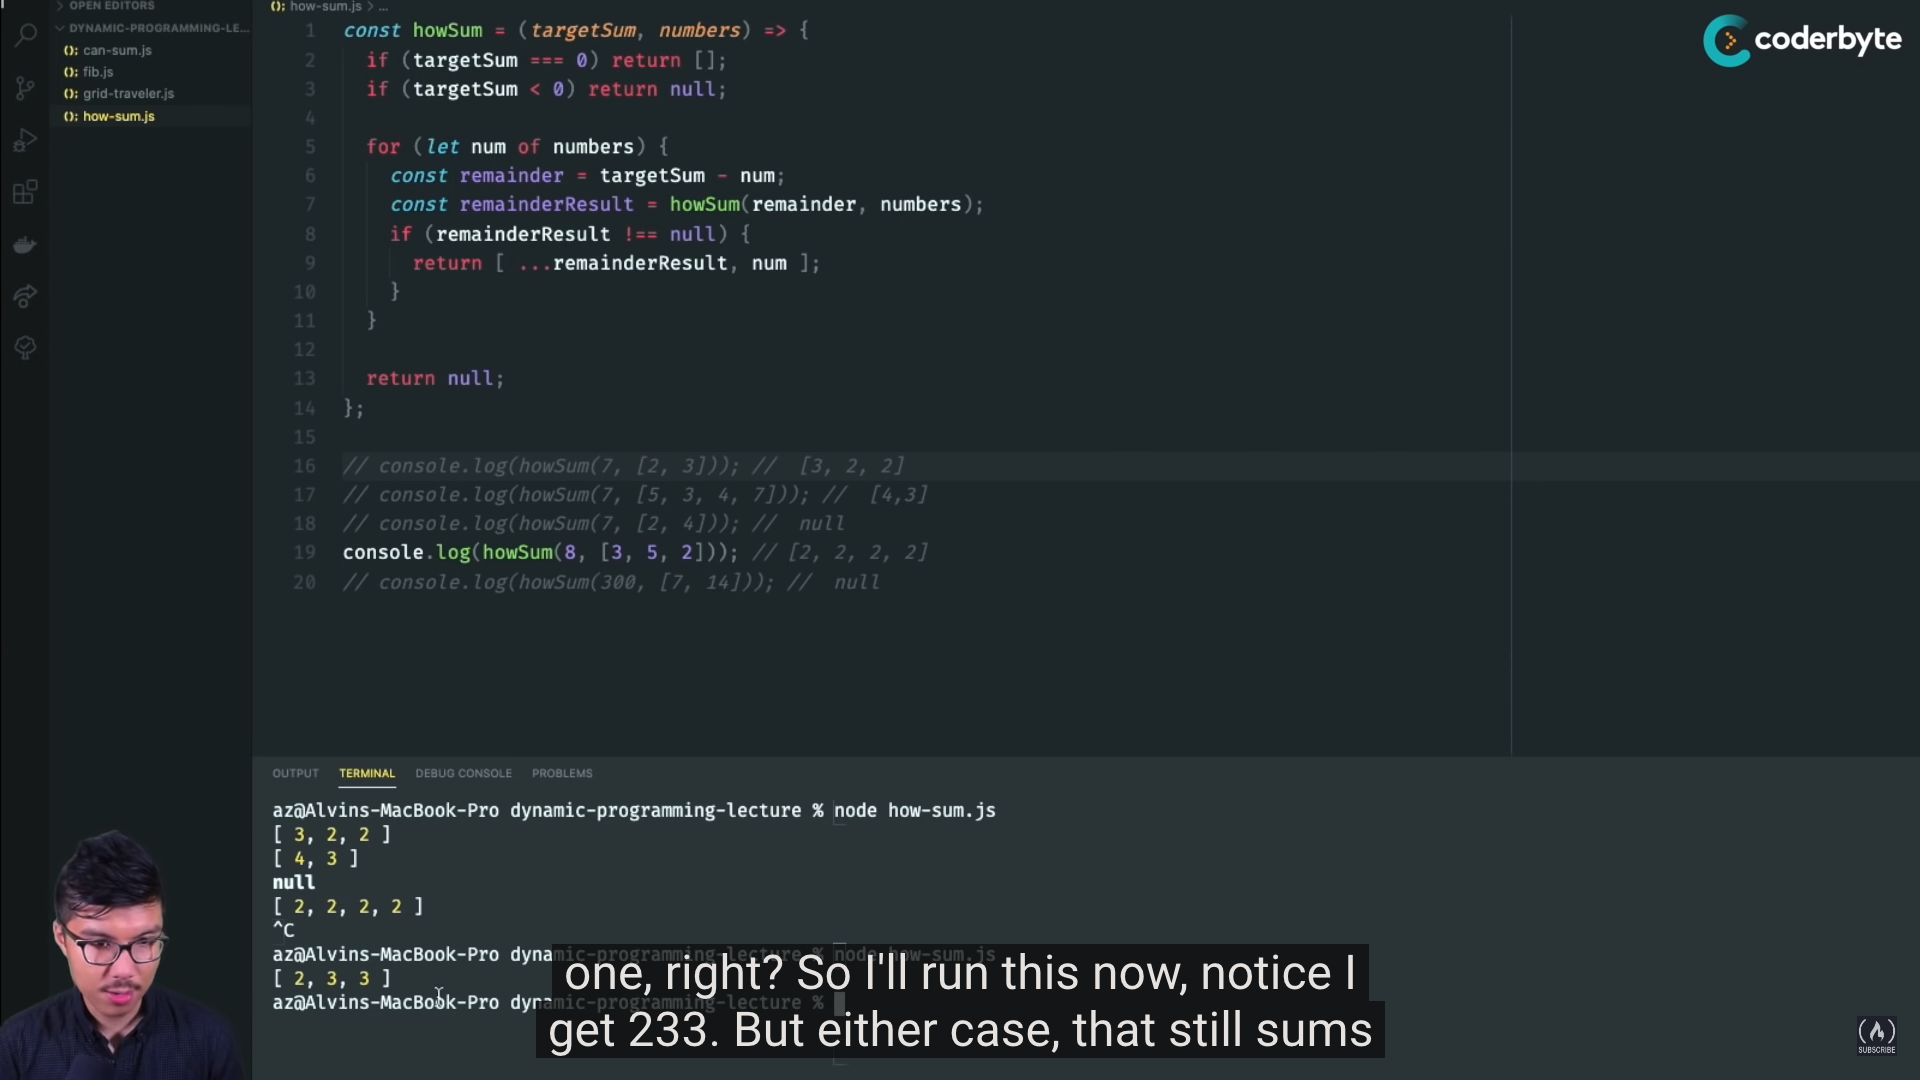 OPEN EDITORS
DYNAMIC-PROGRAMMING-LE...
(); can-sum.js
(); fib.js
(); grid-traveler.js
(); how-sum.js
(); how-sum.js > ...
coderbyte
1 const howSum = (targetSum, numbers) => {
2 if (targetSum === 0) return [];
3 if (targetSum < 0) return null;
4
5 for (let num of numbers) {
6 const remainder = targetSum - num;
7 const remainderResult = howSum(remainder, numbers);
8 if (remainderResult !== null) {
9 return [ ...remainderResult, num ];
10 }
11 }
12
13 return null;
14 };
15
16 // console.log(howSum(7, [2, 3])); // [3, 2, 2]
17 // console.log(howSum(7, [5, 3, 4, 7])); // [4,3]
18 // console.log(howSum(7, [2, 4])); // null
19 console.log(howSum(8, [3, 5, 2])); // [2, 2, 2, 2]
20 // console.log(howSum(300, [7, 14])); // null
OUTPUT TERMINAL DEBUG CONSOLE PROBLEMS
az@Alvins-MacBook-Pro dynamic-programming-lecture % node how-sum.js
[ 3, 2, 2 ]
[ 4, 3 ]
null
[ 2, 2, 2, 2 ]
^C
az@Alvins-MacBook-Pro dynamic-programming-lecture % node how-sum.js
[ 2, 3, 3 ]
az@Alvins-MacBook-Pro dynamic-programming-lecture %
one, right? So I'll run this now, notice I
get 233. But either case, that still sums
SUBSCRIBE